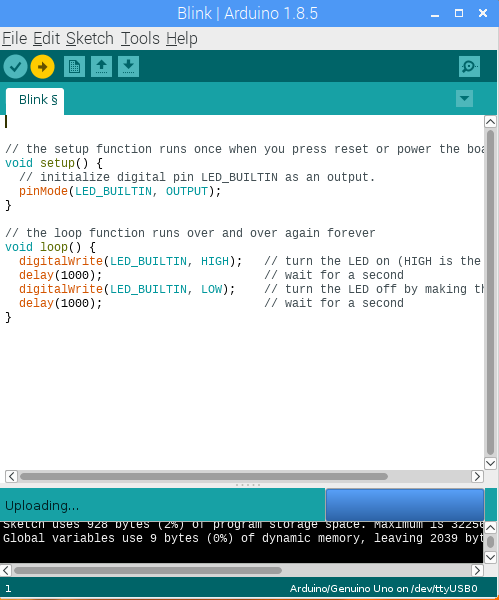 Blink | Arduino 1.8.5
File Edit Sketch Tools Help
Blink §
// the setup function runs once when you press reset or power the boa
void setup() {
// initialize digital pin LED_BUILTIN as an output.
pinMode(LED_BUILTIN, OUTPUT);
}
// the loop function runs over and over again forever
void loop() {
digitalWrite(LED_BUILTIN, HIGH);   // turn the LED on (HIGH is the
delay(1000);                       // wait for a second
digitalWrite(LED_BUILTIN, LOW);    // turn the LED off by making th
delay(1000);                       // wait for a second
}
Uploading...
Sketch uses 928 bytes (2%) of program storage space. Maximum is 32256
Global variables use 9 bytes (0%) of dynamic memory, leaving 2039 byt
1 Arduino/Genuino Uno on /dev/ttyUSB0